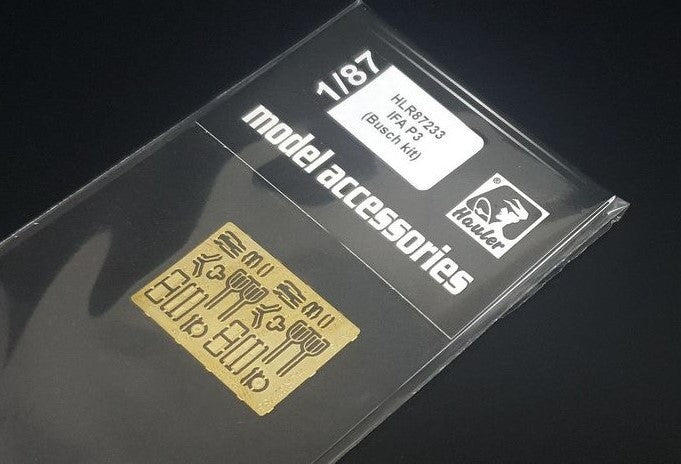 1/87
HLR87233
IFA P3
(Busch kit)
model accessories
®
Hauler